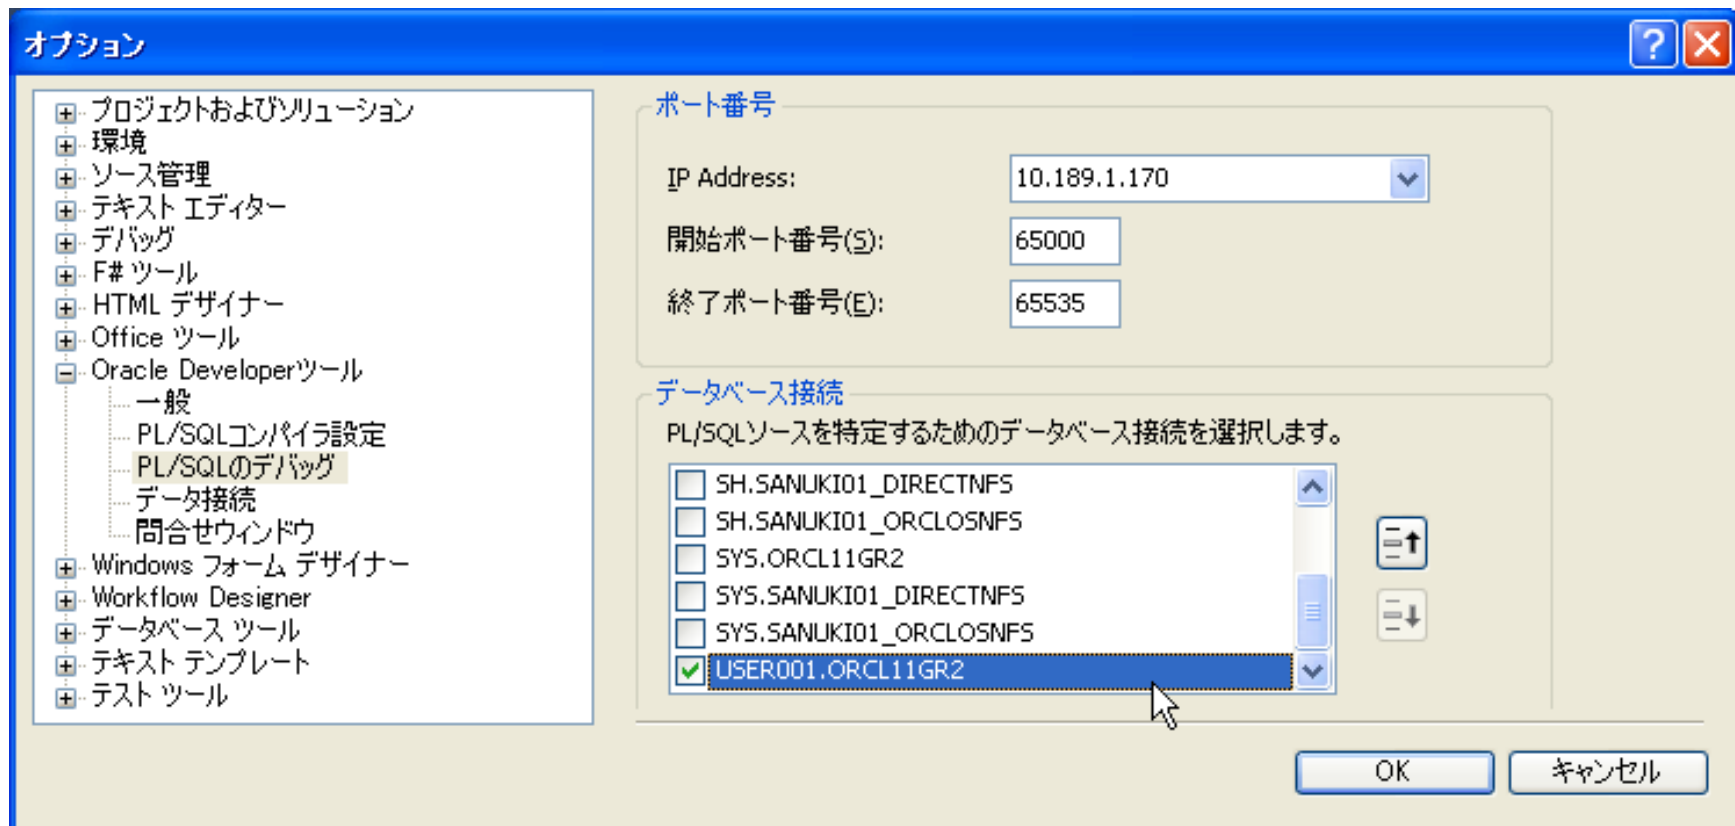 オプション
プロジェクトおよびソリューション
環境
ソース管理
テキスト エディター
デバッグ
F# ツール
HTML デザイナー
Office ツール
Oracle Developerツール
一般
PL/SQLコンパイラ設定
PL/SQLのデバッグ
データ接続
問合せウィンドウ
Windows フォーム デザイナー
Workflow Designer
データベース ツール
テキスト テンプレート
テスト ツール
ポート番号
IP Address: 10.189.1.170
開始ポート番号(S): 65000
終了ポート番号(E): 65535
データベース接続
PL/SQLソースを特定するためのデータベース接続を選択します。
SH.SANUKI01_DIRECTNFS
SH.SANUKI01_ORCLOSNFS
SYS.ORCL11GR2
SYS.SANUKI01_DIRECTNFS
SYS.SANUKI01_ORCLOSNFS
USER001.ORCL11GR2
OK キャンセル